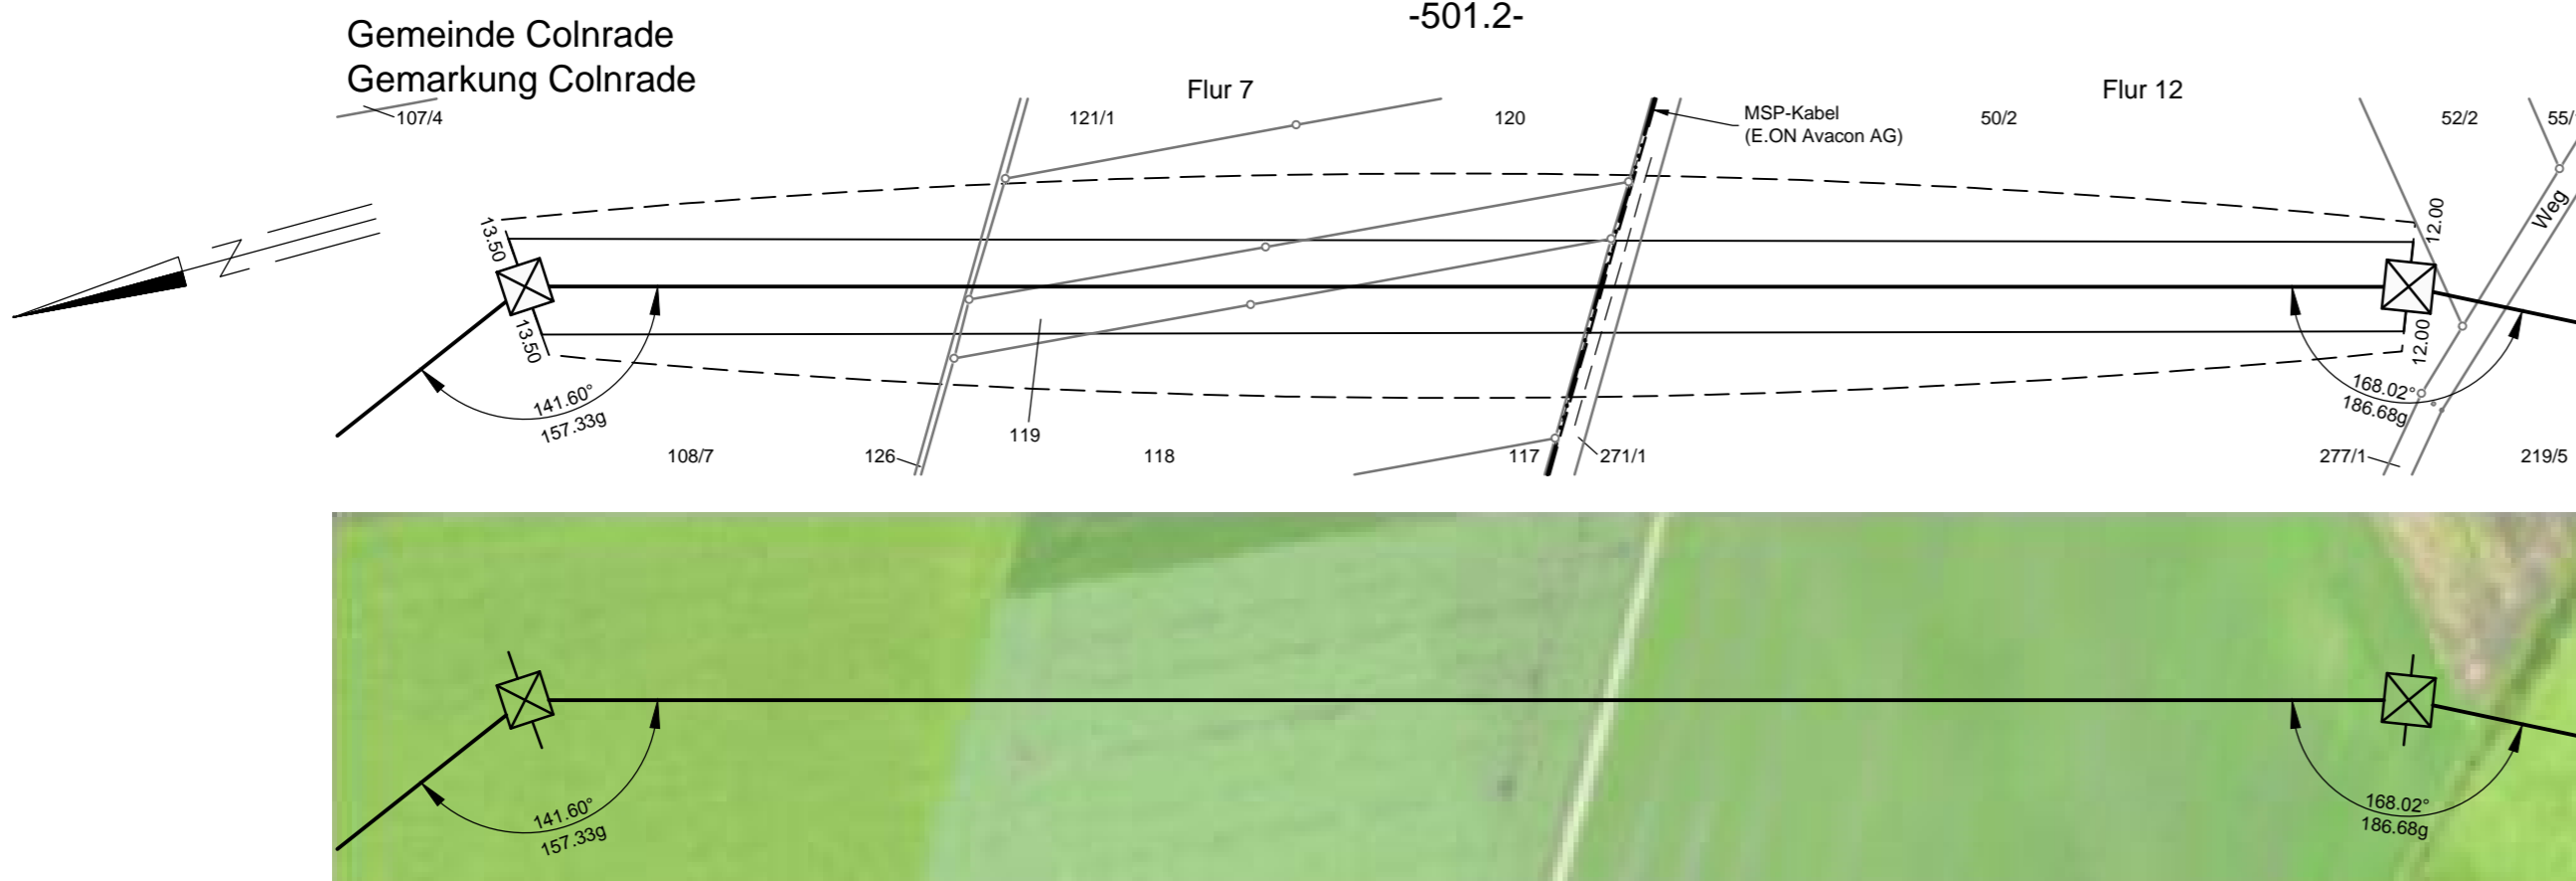 -501.2-
Gemeinde Colnrade
Gemarkung Colnrade
Flur 7
Flur 12
107/4
121/1
120
MSP-Kabel
(E.ON Avacon AG)
50/2
52/2
55/
Weg
N
13.50
13.50
12.00
12.00
141.60°
157.33g
168.02°
186.68g
119
108/7
126
118
117
271/1
277/1
219/5
141.60°
157.33g
168.02°
186.68g